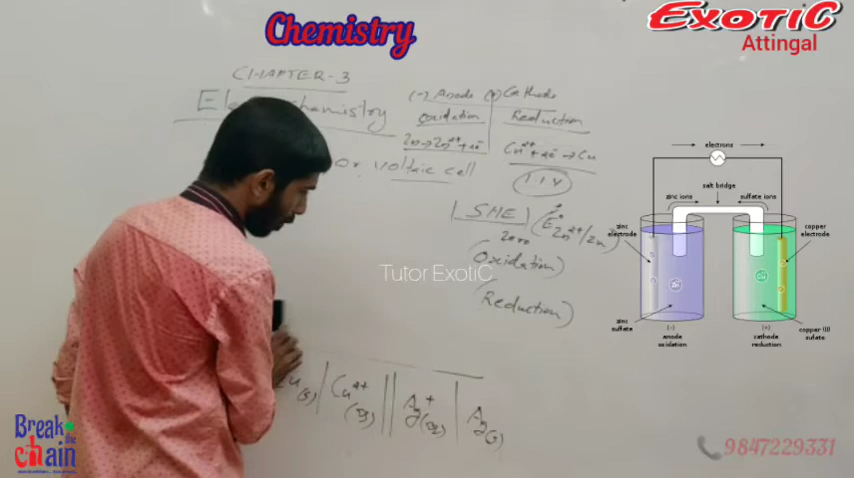 Chemistry
EXOTIC
Attingal
CHAPTER-3
(-) Anode (+) Cathode
oxidation
Reduction
Zn→Zn²⁺+2e⁻
Cu²⁺+2e⁻→Cu
or voltaic cell
1.1V
SHE
(E°Zn²⁺/Zn)
zero
(Oxidation)
(Reduction)
Tutor ExotiC
(s) | Cu²⁺(aq) || Ag⁺(aq) | Ag(s)
electrons
salt bridge
zinc ions
sulfate ions
zinc electrode
copper electrode
zinc sulfate
copper (II) sulfate
(-)
anode
oxidation
(+)
cathode
reduction
Break
the
chain
9847229331